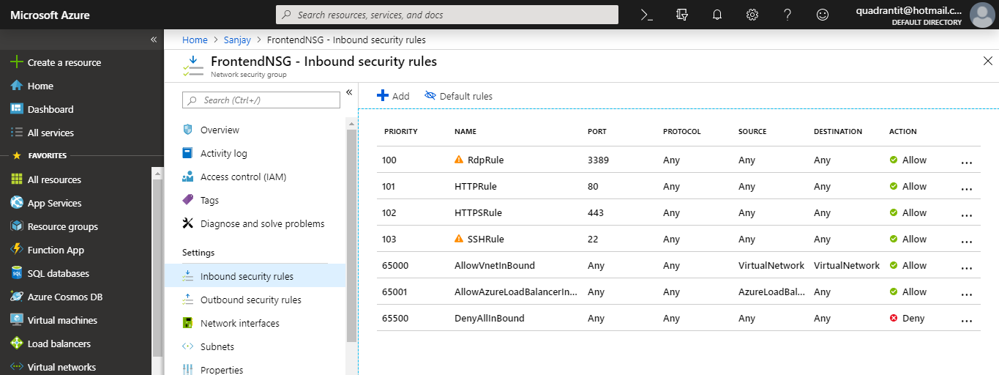 Microsoft Azure
Search resources, services, and docs
quadrantit@hotmail.c...
DEFAULT DIRECTORY
Create a resource
Home
Dashboard
All services
FAVORITES
All resources
App Services
Resource groups
Function App
SQL databases
Azure Cosmos DB
Virtual machines
Load balancers
Virtual networks
Home > Sanjay > FrontendNSG - Inbound security rules
FrontendNSG - Inbound security rules
Network security group
Search (Ctrl+/)
Overview
Activity log
Access control (IAM)
Tags
Diagnose and solve problems
Settings
Inbound security rules
Outbound security rules
Network interfaces
Subnets
Properties
Add Default rules
PRIORITY NAME PORT PROTOCOL SOURCE DESTINATION ACTION
100 RdpRule 3389 Any Any Any Allow ...
101 HTTPRule 80 Any Any Any Allow ...
102 HTTPSRule 443 Any Any Any Allow ...
103 SSHRule 22 Any Any Any Allow ...
65000 AllowVnetInBound Any Any VirtualNetwork VirtualNetwork Allow ...
65001 AllowAzureLoadBalancerIn... Any Any AzureLoadBal... Any Allow ...
65500 DenyAllInBound Any Any Any Any Deny ...